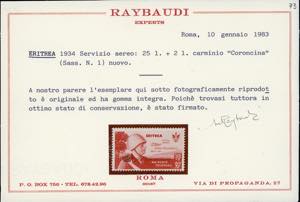 73
RAYBAUDI
EXPERTS
Roma, 10 gennaio 1983
ERITREA 1934 Servizio aereo: 25 l. + 2 l. carminio "Coroncina"
(Sass. N. 1) nuovo.
A nostro parere l'esemplare qui sotto fotograficamente riprodot
to è originale ed ha gomma integra. Poichè trovasi tuttora in
ottimo stato di conservazione, è stato firmato.
ERITREA
ROMA
P. O. BOX 750 - TEL. 678.42.90
VIA DI PROPAGANDA, 27